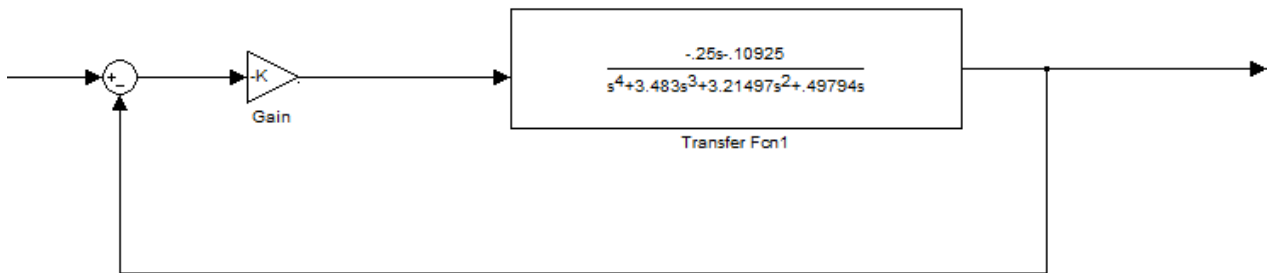 +
-
-K
Gain
-.25s-.10925
s4+3.483s3+3.21497s2+.49794s
Transfer Fcn1